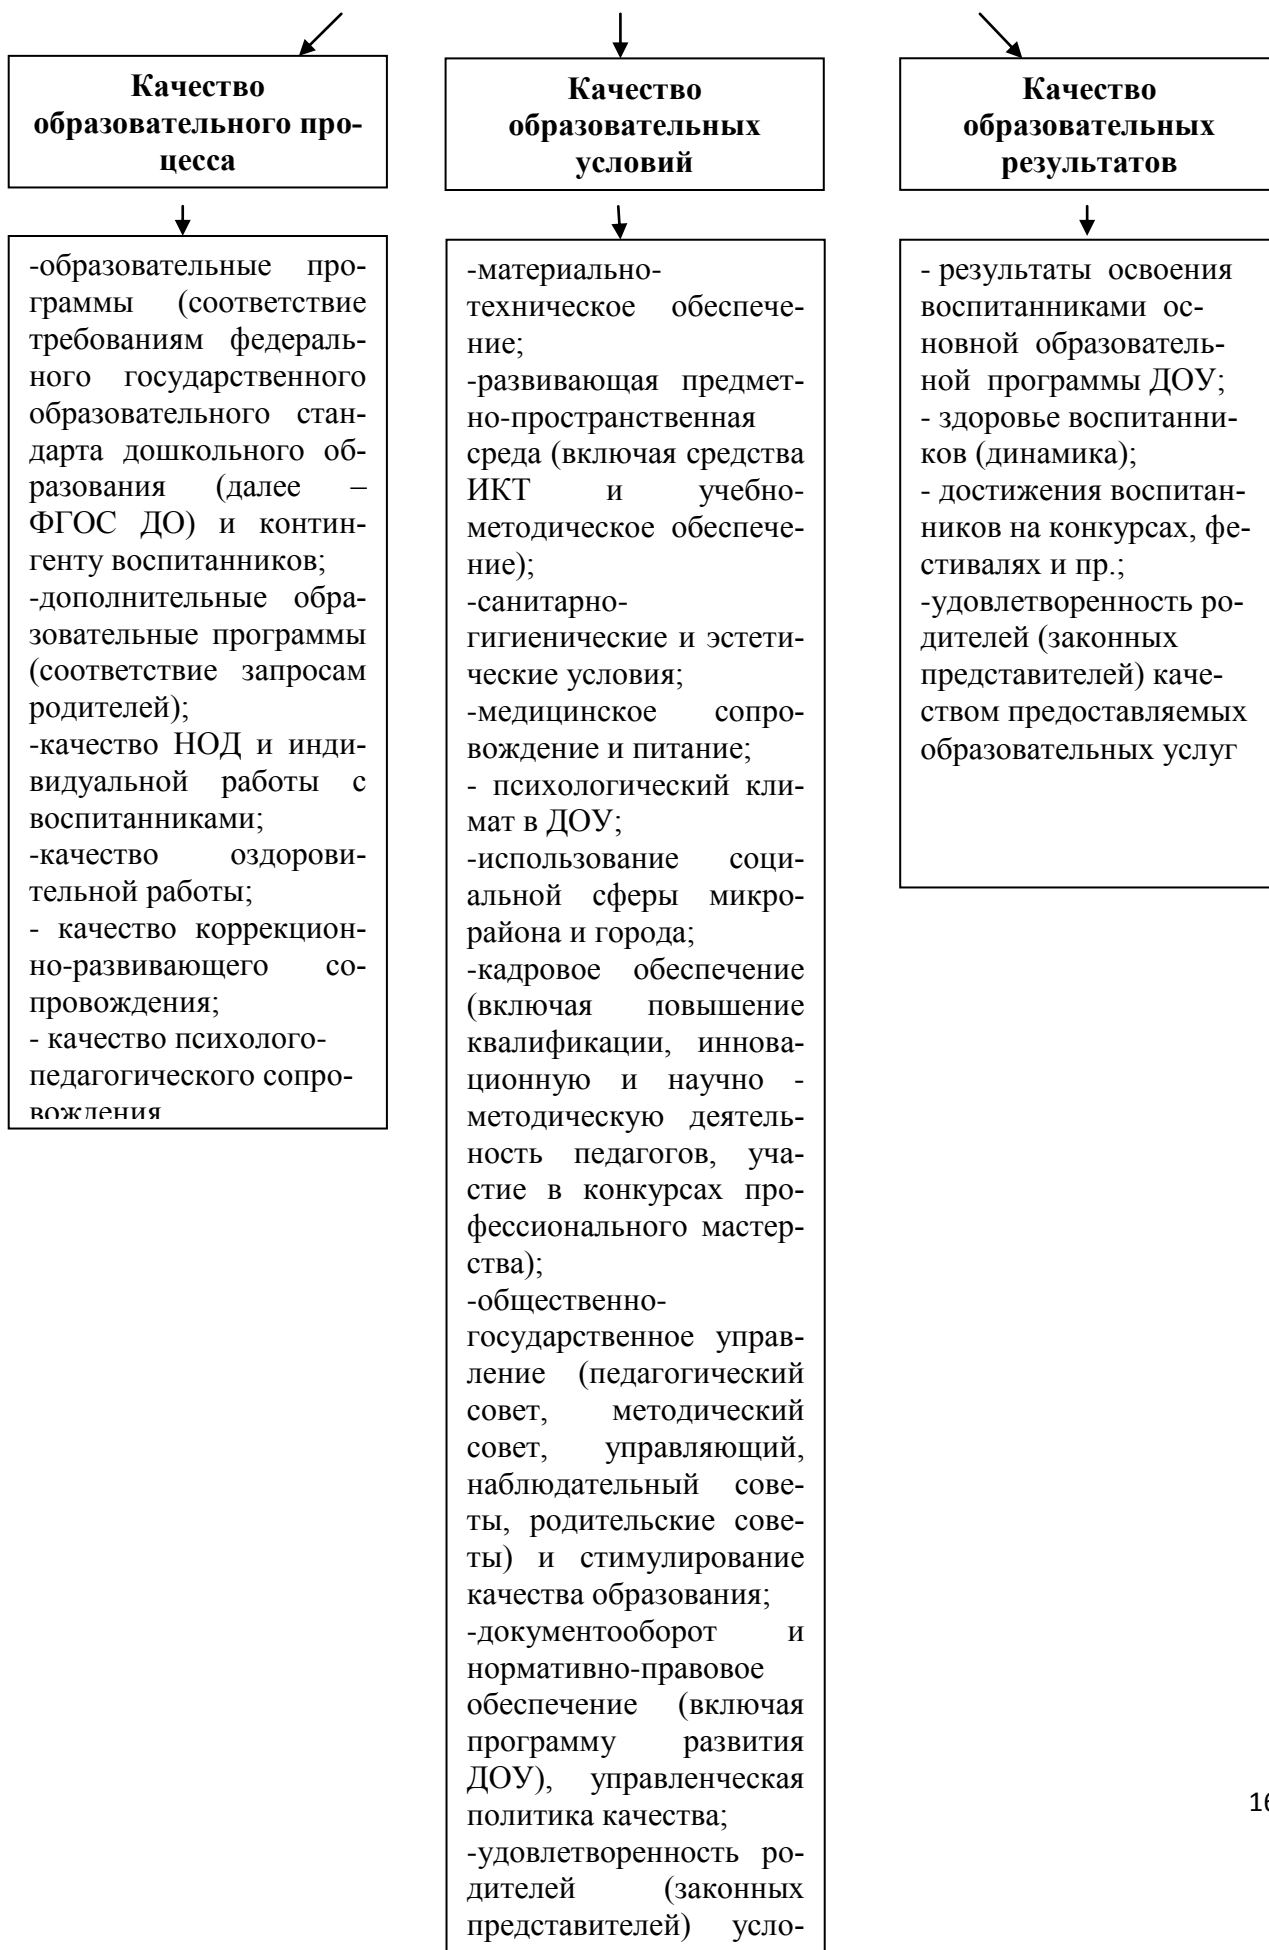 Качество
образовательного про-
цесса
Качество
образовательных
условий
Качество
образовательных
результатов
-образовательные про-
граммы (соответствие
требованиям федераль-
ного государственного
образовательного стан-
дарта дошкольного об-
разования (далее –
ФГОС ДО) и контин-
генту воспитанников;
-дополнительные обра-
зовательные программы
(соответствие запросам
родителей);
-качество НОД и инди-
видуальной работы с
воспитанниками;
-качество оздорови-
тельной работы;
- качество коррекцион-
но-развивающего со-
провождения;
- качество психолого-
педагогического сопро-
вождения
-материально-
техническое обеспече-
ние;
-развивающая предмет-
но-пространственная
среда (включая средства
ИКТ и учебно-
методическое обеспече-
ние);
-санитарно-
гигиенические и эстети-
ческие условия;
-медицинское сопро-
вождение и питание;
- психологический кли-
мат в ДОУ;
-использование соци-
альной сферы микро-
района и города;
-кадровое обеспечение
(включая повышение
квалификации, иннова-
ционную и научно -
методическую деятель-
ность педагогов, уча-
стие в конкурсах про-
фессионального мастер-
ства);
-общественно-
государственное управ-
ление (педагогический
совет, методический
совет, управляющий,
наблюдательный сове-
ты, родительские сове-
ты) и стимулирование
качества образования;
-документооборот и
нормативно-правовое
обеспечение (включая
программу развития
ДОУ), управленческая
политика качества;
-удовлетворенность ро-
дителей (законных
представителей) усло-
- результаты освоения
воспитанниками ос-
новной образователь-
ной программы ДОУ;
- здоровье воспитанни-
ков (динамика);
- достижения воспитан-
ников на конкурсах, фе-
стивалях и пр.;
-удовлетворенность ро-
дителей (законных
представителей) каче-
ством предоставляемых
образовательных услуг
16